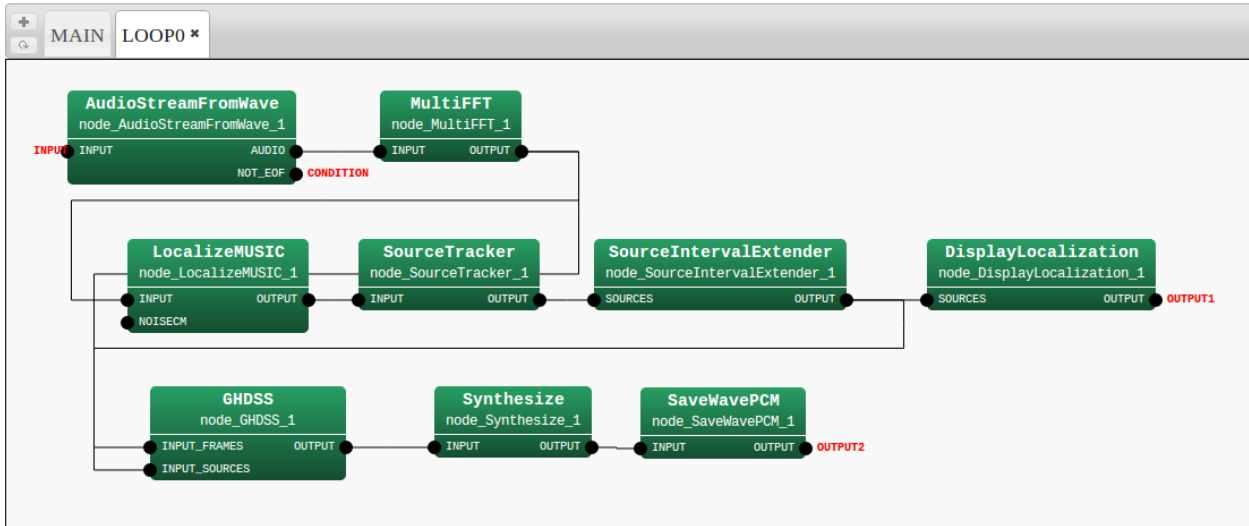 MAIN
LOOP0 ×
AudioStreamFromWave
node_AudioStreamFromWave_1
INPUT INPUT AUDIO
NOT_EOF CONDITION
MultiFFT
node_MultiFFT_1
INPUT OUTPUT
LocalizeMUSIC
node_LocalizeMUSIC_1
INPUT OUTPUT
NOISECM
SourceTracker
node_SourceTracker_1
INPUT OUTPUT
SourceIntervalExtender
node_SourceIntervalExtender_1
SOURCES OUTPUT
DisplayLocalization
node_DisplayLocalization_1
SOURCES OUTPUT OUTPUT1
GHDSS
node_GHDSS_1
INPUT_FRAMES OUTPUT
INPUT_SOURCES
Synthesize
node_Synthesize_1
INPUT OUTPUT
SaveWavePCM
node_SaveWavePCM_1
INPUT OUTPUT OUTPUT2